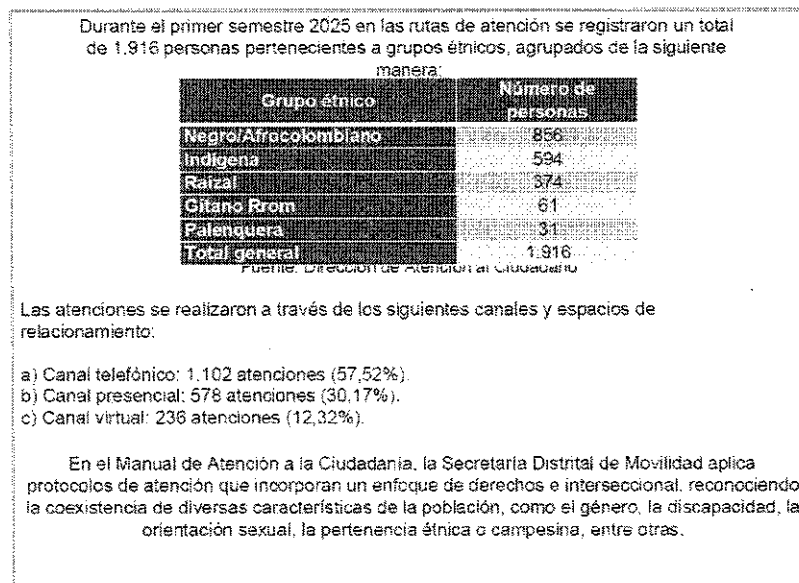 Durante el primer semestre 2025 en las rutas de atención se registraron un total
de 1.916 personas pertenecientes a grupos étnicos, agrupados de la siguiente
manera:
Grupo étnico Número de personas
Negro/Afrocolombiano 856
Indígena 594
Raizal 374
Gitano Rrom 61
Palenquera 31
Total general 1.916
Fuente: Dirección de Atención al Ciudadano
Las atenciones se realizaron a través de los siguientes canales y espacios de
relacionamiento:
a) Canal telefónico: 1.102 atenciones (57,52%).
b) Canal presencial: 578 atenciones (30,17%).
c) Canal virtual: 236 atenciones (12,32%).
En el Manual de Atención a la Ciudadanía, la Secretaría Distrital de Movilidad aplica
protocolos de atención que incorporan un enfoque de derechos e interseccional, reconociendo
la coexistencia de diversas características de la población, como el género, la discapacidad, la
orientación sexual, la pertenencia étnica o campesina, entre otras.